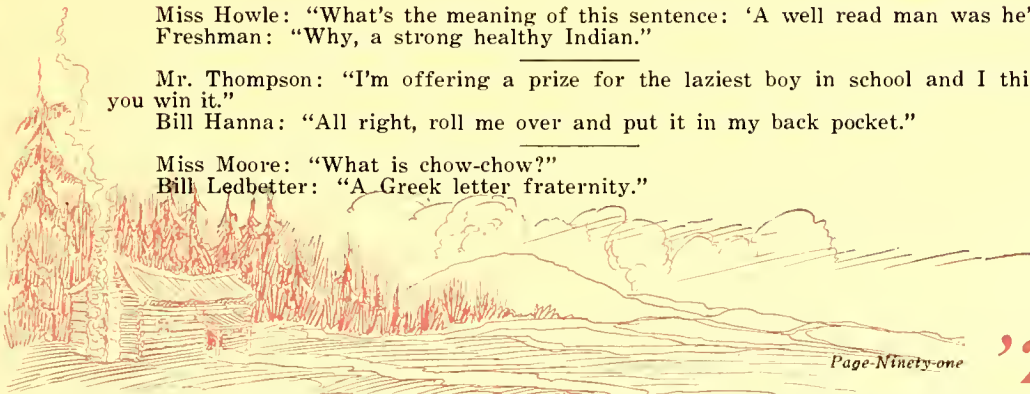 Miss Howle: “What's the meaning of this sentence: ‘A well read man was he’
Freshman: “Why, a strong healthy Indian.”
Mr. Thompson: “I'm offering a prize for the laziest boy in school and I thi
you win it.”
Bill Hanna: “All right, roll me over and put it in my back pocket.”
Miss Moore: “What is chow-chow?”
Bill Ledbetter: “A Greek letter fraternity.”
Page-Ninety-one